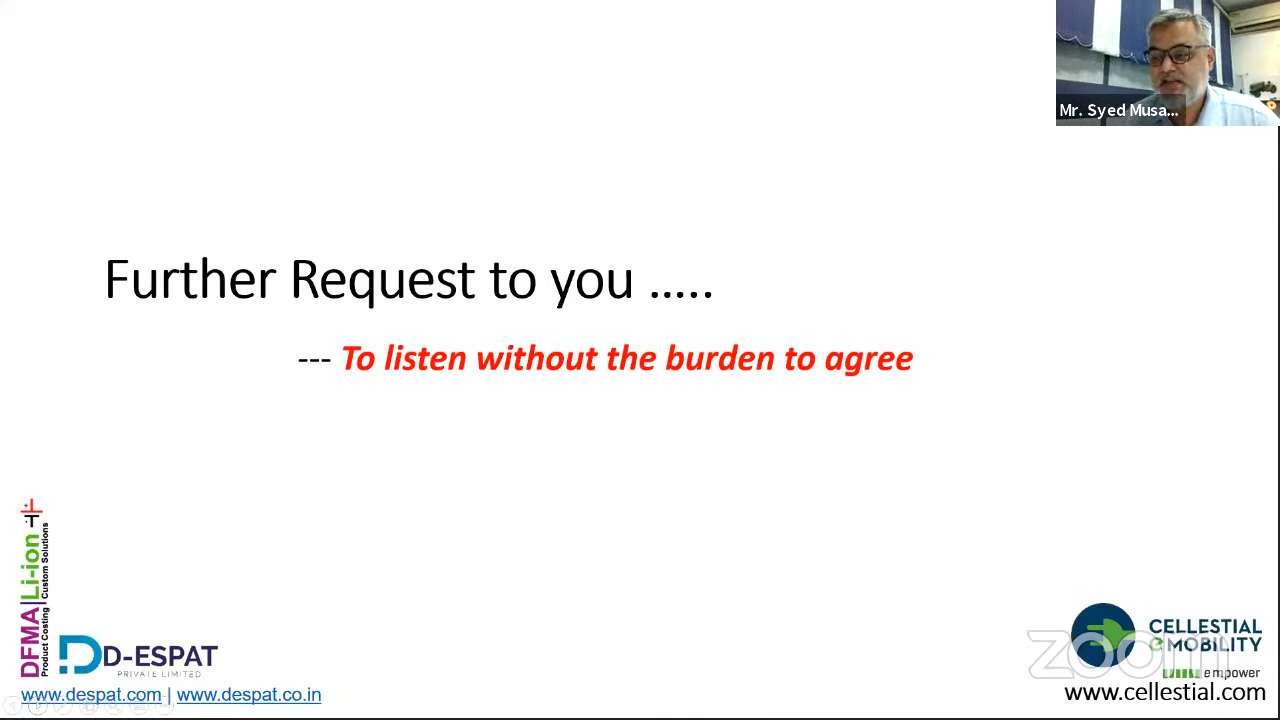 Mr. Syed Musa...
Further Request to you …..
--- To listen without the burden to agree
DFMA|Li-ion
Product Costing Custom Solutions
D-ESPAT
PRIVATE LIMITED
www.despat.com | www.despat.co.in
CELLESTIAL
eMOBILITY
zoom
empower
www.cellestial.com